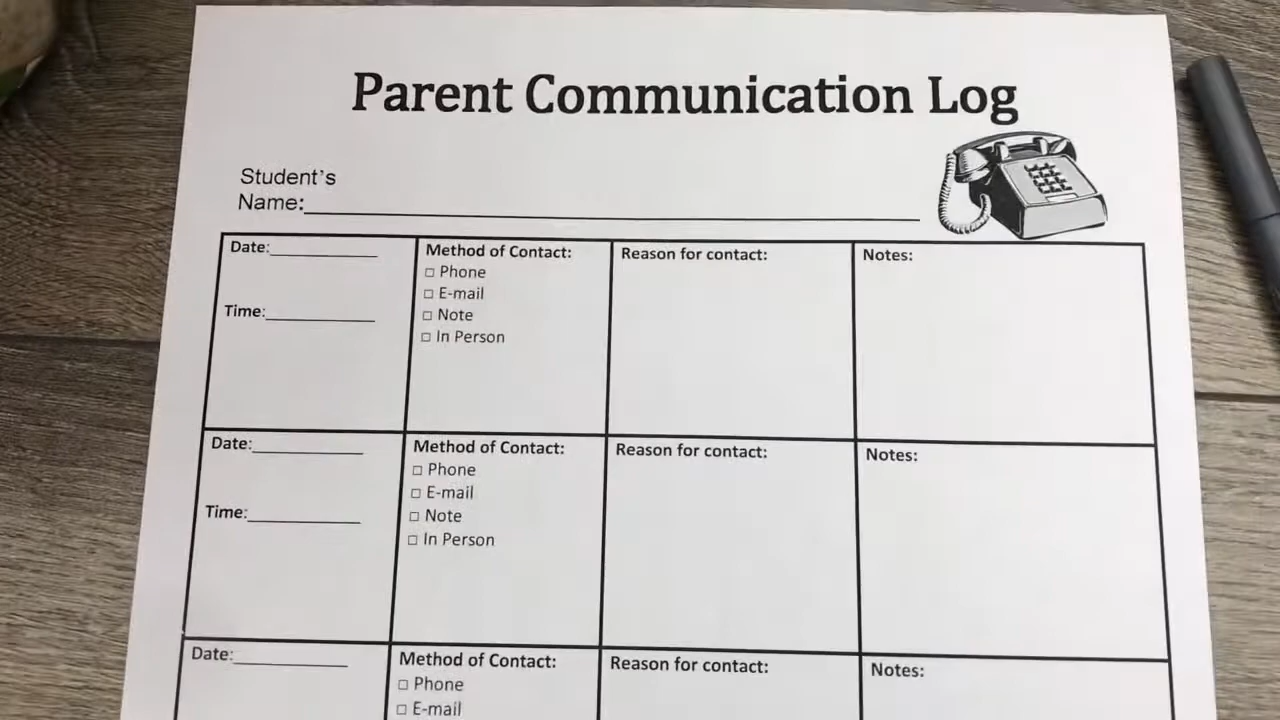 Parent Communication Log
Student's
Name:
Date: Method of Contact: Reason for contact: Notes:
Phone
E-mail
Time: Note
In Person
Date: Method of Contact: Reason for contact: Notes:
Phone
E-mail
Time: Note
In Person
Date: Method of Contact: Reason for contact: Notes:
Phone
E-mail